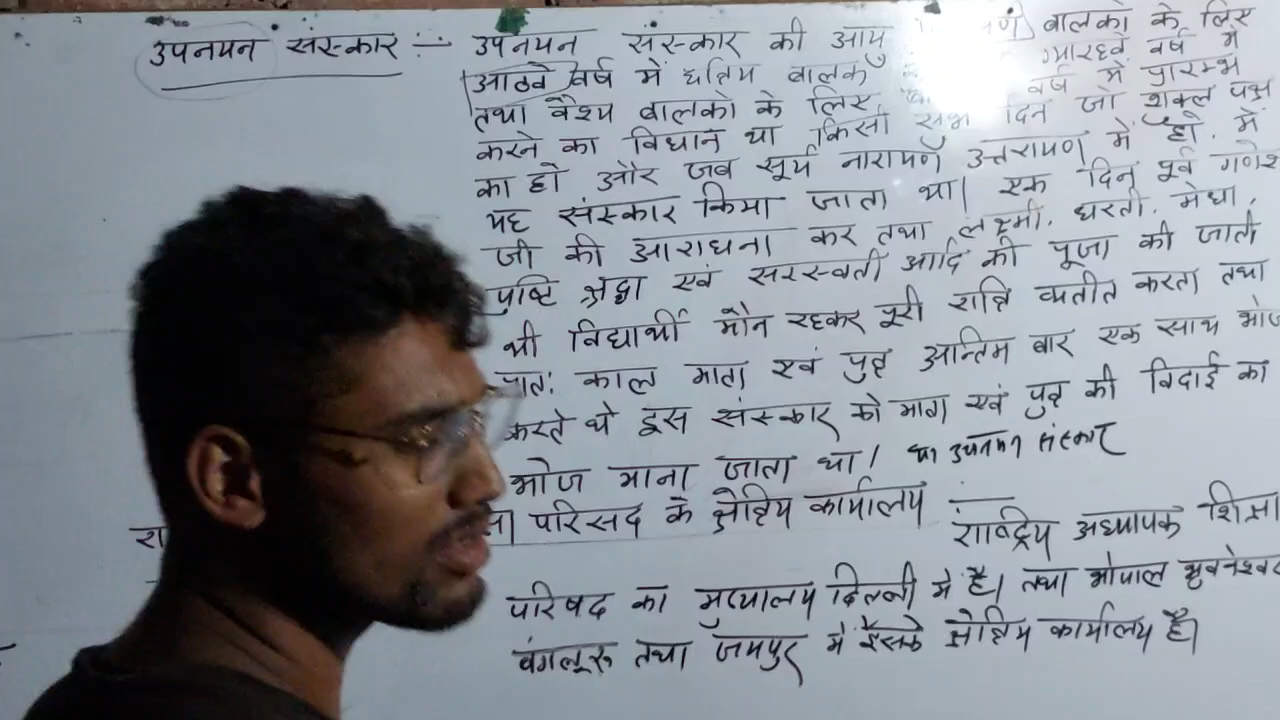 उपनयन संस्कार :- उपनयन संस्कार की आयु बालको के लिए
आठवे वर्ष में क्षत्रिय बालक ग्यारहवें वर्ष में
तथा वैश्य बालको के लिए वर्ष में प्रारम्भ
करने का विधान था किसी शुभ दिन जो शुक्ल पक्ष
का हो और जब सूर्य नारायण उत्तरायण में हो. में
यह संस्कार किया जाता था। एक दिन पूर्व गणेश
जी की आराधना कर तथा लक्ष्मी, धरती, मेधा,
पुष्टि श्रद्धा एवं सरस्वती आदि की पूजा की जाती
थी विद्यार्थी मौन रहकर पूरी रात्रि व्यतीत करता तथा
प्रात: काल माता एवं पुत्र अन्तिम बार एक साथ भोज
करते थे इस संस्कार को माता एवं पुत्र की विदाई का
भोज माना जाता था। या उपनयन संस्कार
परिसद के क्षेत्रिय कार्यालय :- राष्ट्रिय अध्यापक शिक्षा
परिषद का मुख्यालय दिल्ली में है। तथा भोपाल भुवनेश्वर
बंगलूरू तथा जयपुर में इसके क्षेत्रिय कार्यालय है।